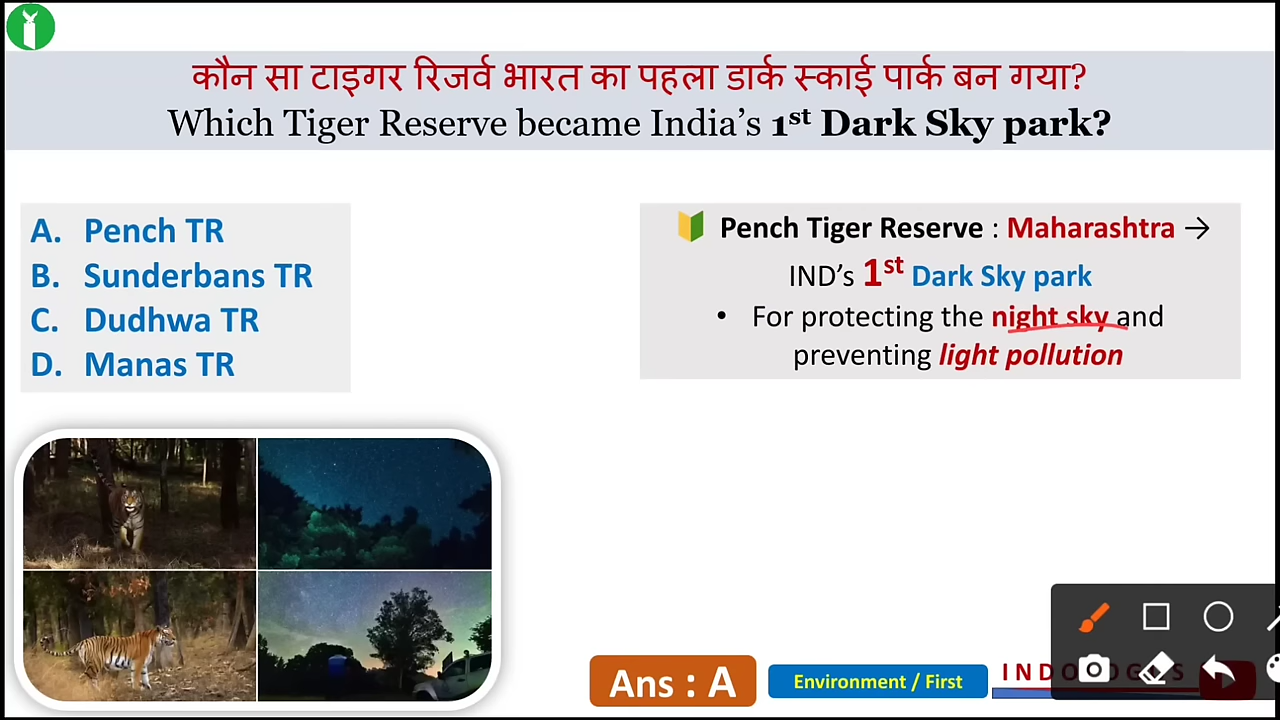 कौन सा टाइगर रिजर्व भारत का पहला डार्क स्काई पार्क बन गया?
Which Tiger Reserve became India’s 1st Dark Sky park?
A. Pench TR
B. Sunderbans TR
C. Dudhwa TR
D. Manas TR
Pench Tiger Reserve : Maharashtra →
IND’s 1st Dark Sky park
• For protecting the night sky and
preventing light pollution
Ans : A
Environment / First